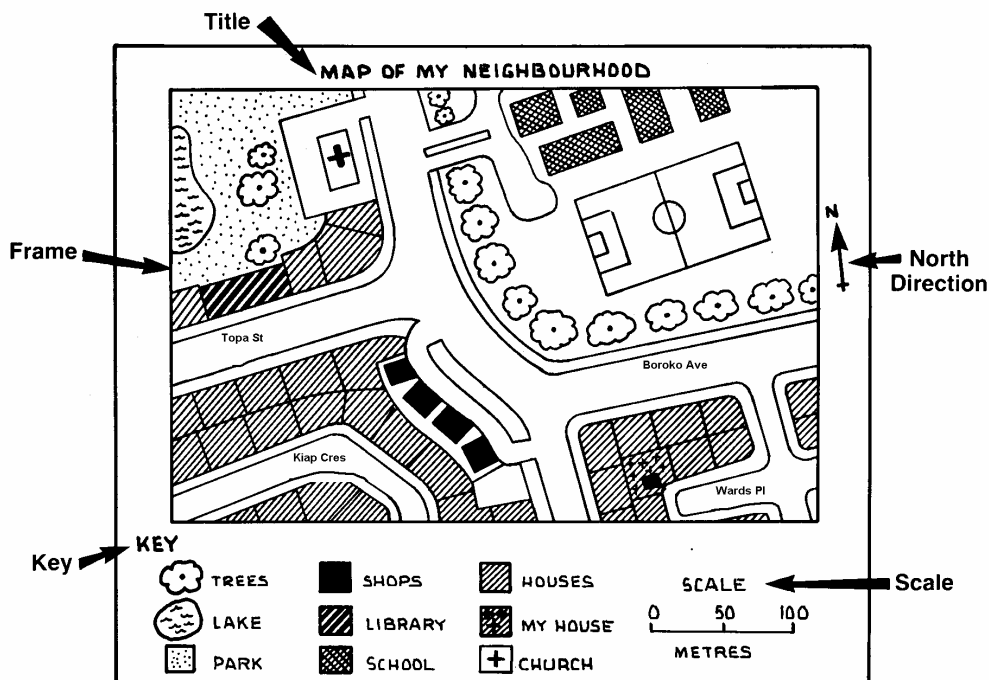 Title
MAP OF MY NEIGHBOURHOOD
N
Frame
North
Direction
Topa St
Boroko Ave
Kiap Cres
Wards Pl
Key
KEY
TREES
SHOPS
HOUSES
SCALE
Scale
LAKE
LIBRARY
MY HOUSE
0 50 100
METRES
PARK
SCHOOL
CHURCH